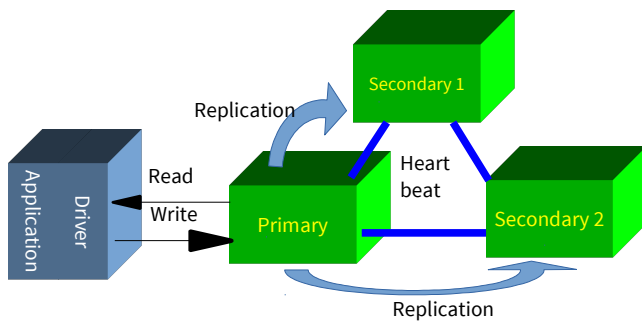 Secondary 1
Replication
Heart
beat
Read
Write
Application
Driver
Primary
Secondary 2
Replication